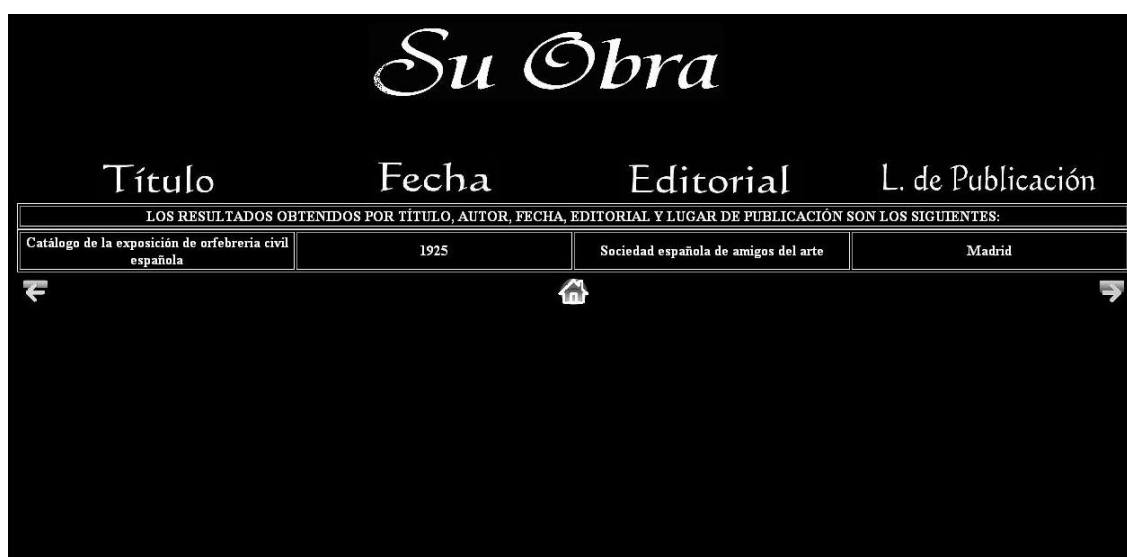 Su Obra
Título Fecha Editorial L. de Publicación
LOS RESULTADOS OBTENIDOS POR TÍTULO, AUTOR, FECHA, EDITORIAL Y LUGAR DE PUBLICACIÓN SON LOS SIGUIENTES:
Catálogo de la exposición de orfebreria civil
española
1925
Sociedad española de amigos del arte
Madrid